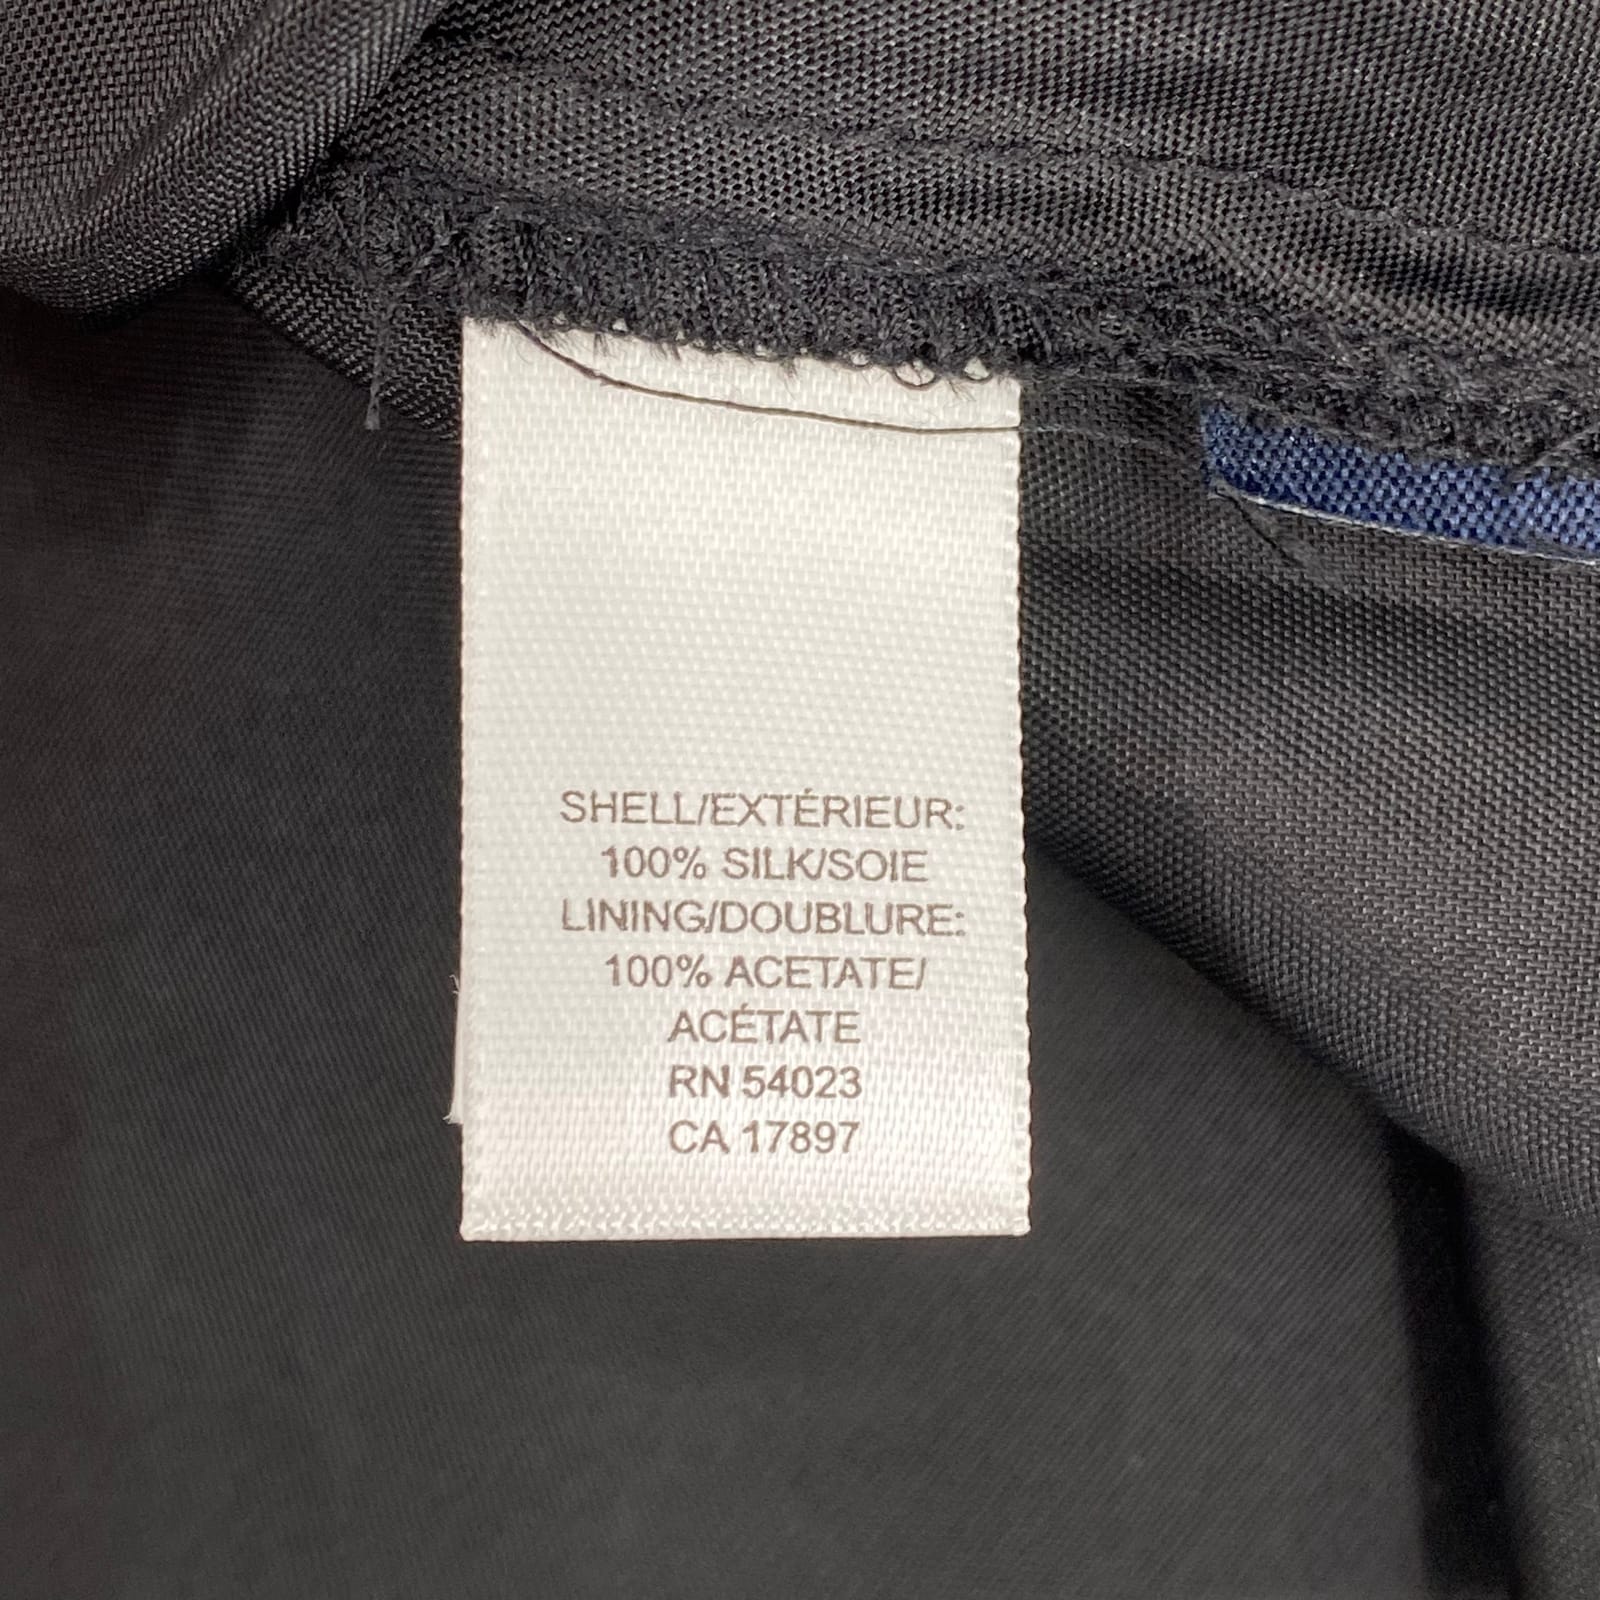 SHELL/EXTÉRIEUR:
100% SILK/SOIE
LINING/DOUBLURE:
100% ACETATE/
ACÉTATE
RN 54023
CA 17897